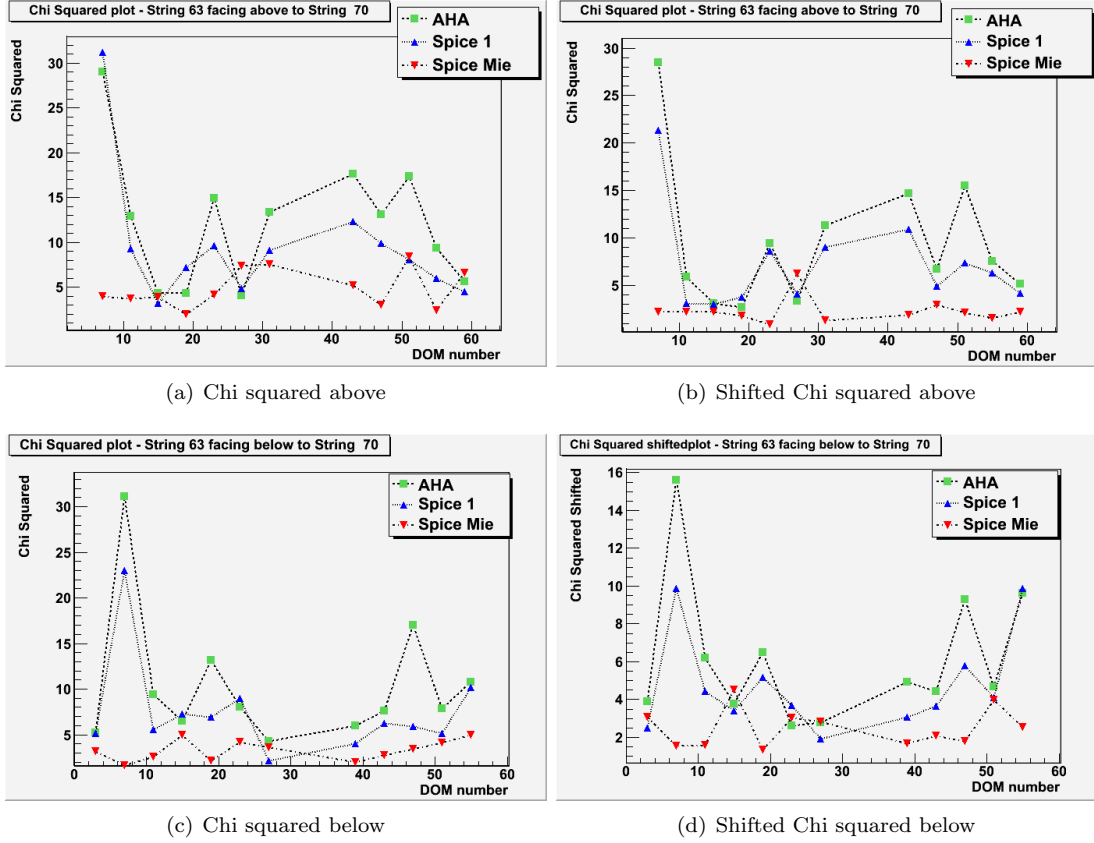 Chi Squared plot - String 63 facing above to String 70
AHA
Spice 1
Spice Mie
Chi Squared
30
25
20
15
10
5
10 20 30 40 50 60
DOM number
(a) Chi squared above
Chi Squared plot - String 63 facing above to String 70
AHA
Spice 1
Spice Mie
Chi Squared
30
25
20
15
10
5
10 20 30 40 50 60
DOM number
(b) Shifted Chi squared above
Chi Squared plot - String 63 facing below to String 70
AHA
Spice 1
Spice Mie
Chi Squared
30
25
20
15
10
5
0 10 20 30 40 50 60
DOM number
(c) Chi squared below
Chi Squared shiftedplot - String 63 facing below to String 70
AHA
Spice 1
Spice Mie
Chi Squared Shifted
16
14
12
10
8
6
4
2
0 10 20 30 40 50 60
DOM number
(d) Shifted Chi squared below